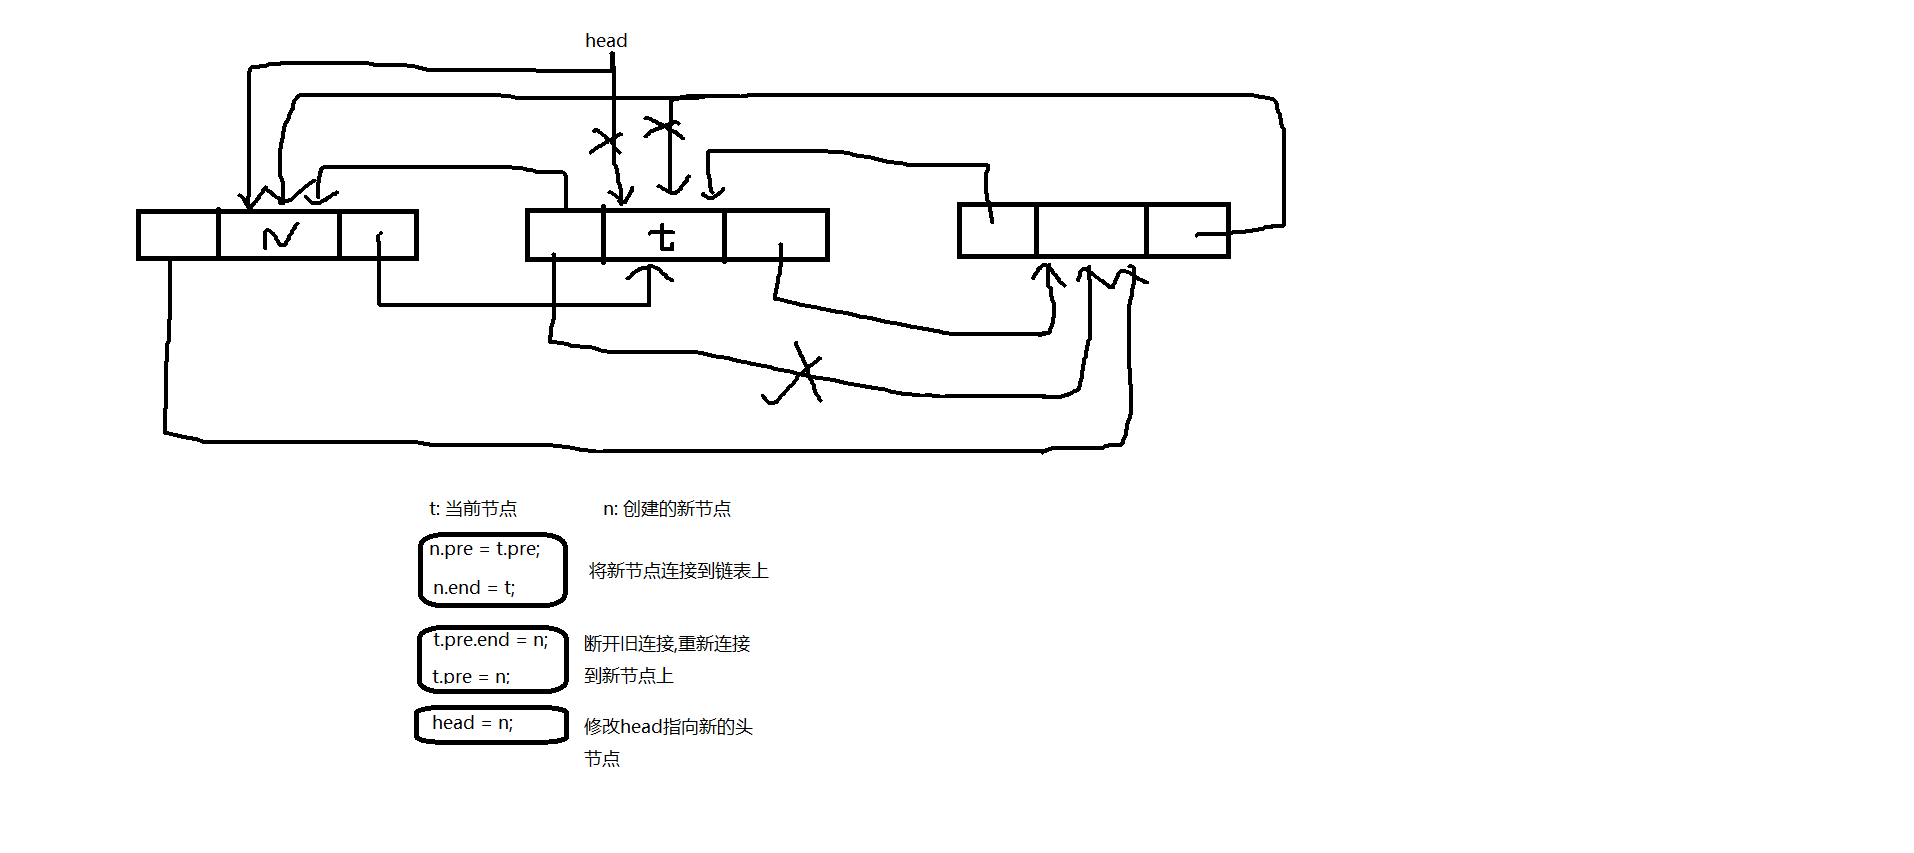 head
N
t
t: 当前节点
n: 创建的新节点
n.pre = t.pre;
n.end = t;
将新节点连接到链表上
t.pre.end = n;
t.pre = n;
断开旧连接,重新连接
到新节点上
head = n;
修改head指向新的头
节点